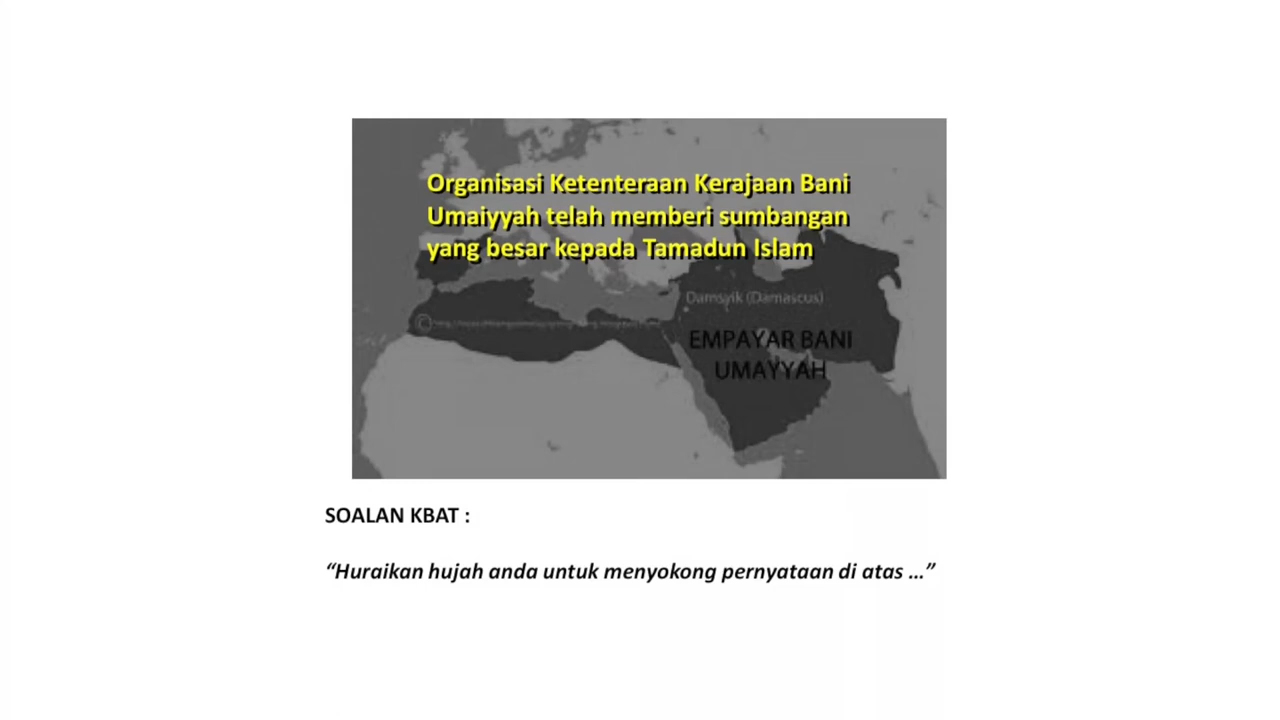 Organisasi Ketenteraan Kerajaan Bani
Umaiyyah telah memberi sumbangan
yang besar kepada Tamadun Islam
Damsyik (Damascus)
©
EMPAYAR BANI
UMAYYAH
SOALAN KBAT :
“Huraikan hujah anda untuk menyokong pernyataan di atas ...”